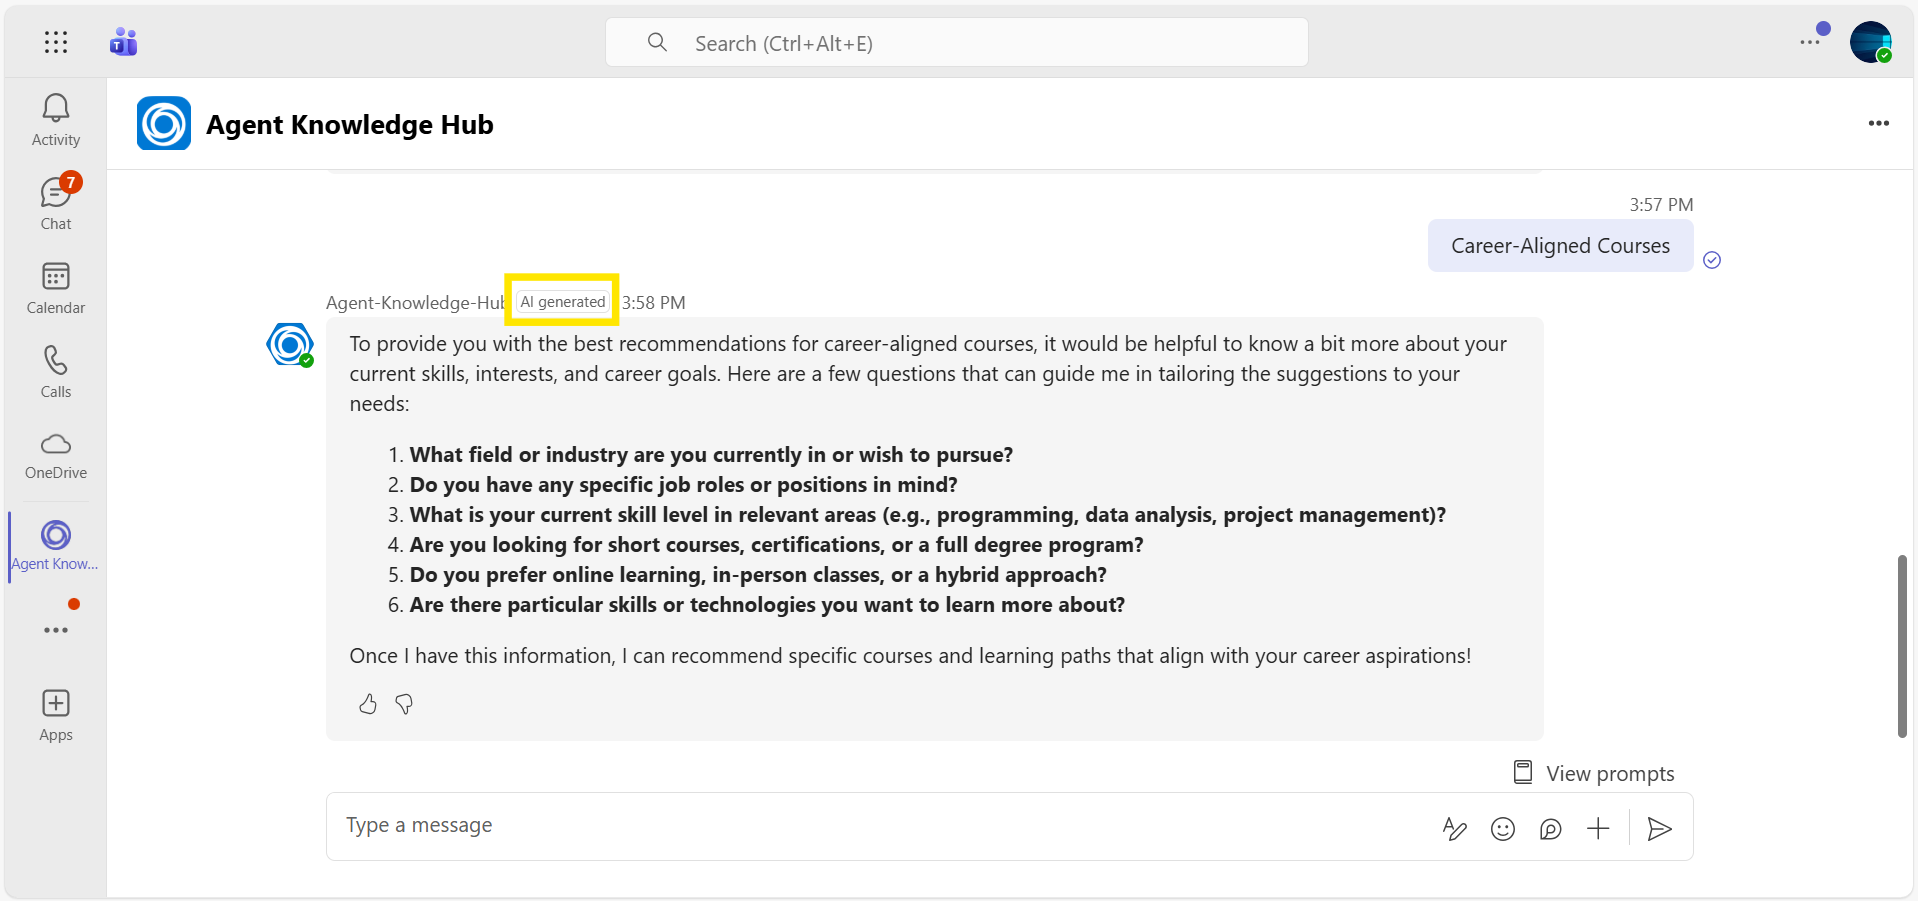 Search (Ctrl+Alt+E)
Activity
7
Chat
Calendar
Calls
OneDrive
Agent Know...
Apps
Agent Knowledge Hub
3:57 PM
Career-Aligned Courses
Agent-Knowledge-Hub AI generated 3:58 PM
To provide you with the best recommendations for career-aligned courses, it would be helpful to know a bit more about your
current skills, interests, and career goals. Here are a few questions that can guide me in tailoring the suggestions to your
needs:
1. What field or industry are you currently in or wish to pursue?
2. Do you have any specific job roles or positions in mind?
3. What is your current skill level in relevant areas (e.g., programming, data analysis, project management)?
4. Are you looking for short courses, certifications, or a full degree program?
5. Do you prefer online learning, in-person classes, or a hybrid approach?
6. Are there particular skills or technologies you want to learn more about?
Once I have this information, I can recommend specific courses and learning paths that align with your career aspirations!
View prompts
Type a message